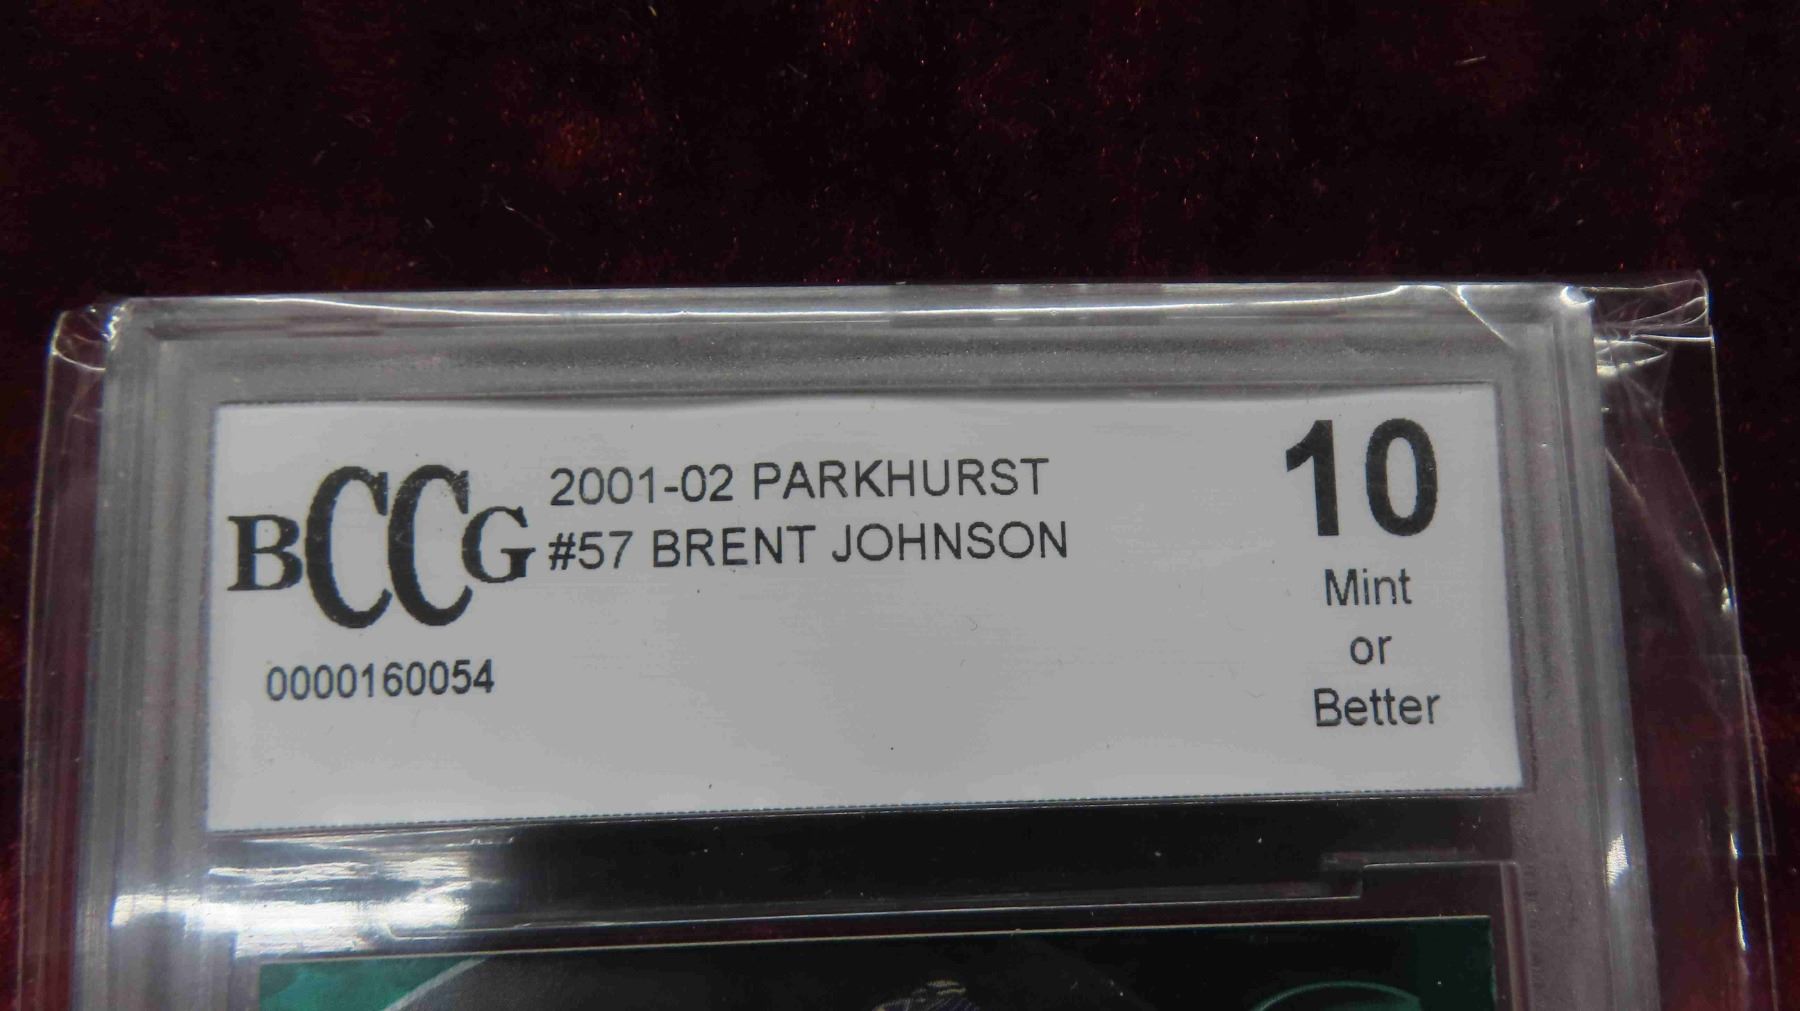 BCCG
2001-02 PARKHURST
#57 BRENT JOHNSON
0000160054
10
Mint
or
Better